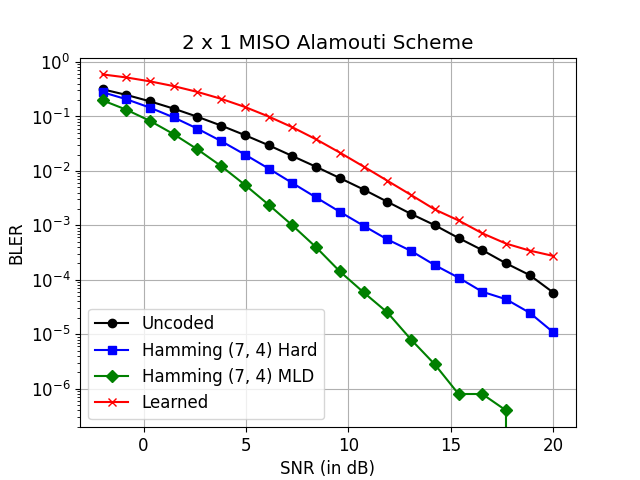 2 x 1 MISO Alamouti Scheme
BLER
10^0
10^-1
10^-2
10^-3
10^-4
10^-5
10^-6
Uncoded
Hamming (7, 4) Hard
Hamming (7, 4) MLD
Learned
0 5 10 15 20
SNR (in dB)